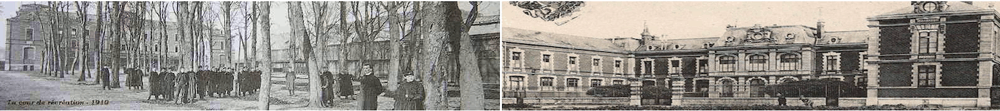 La cour de récréation - 1910